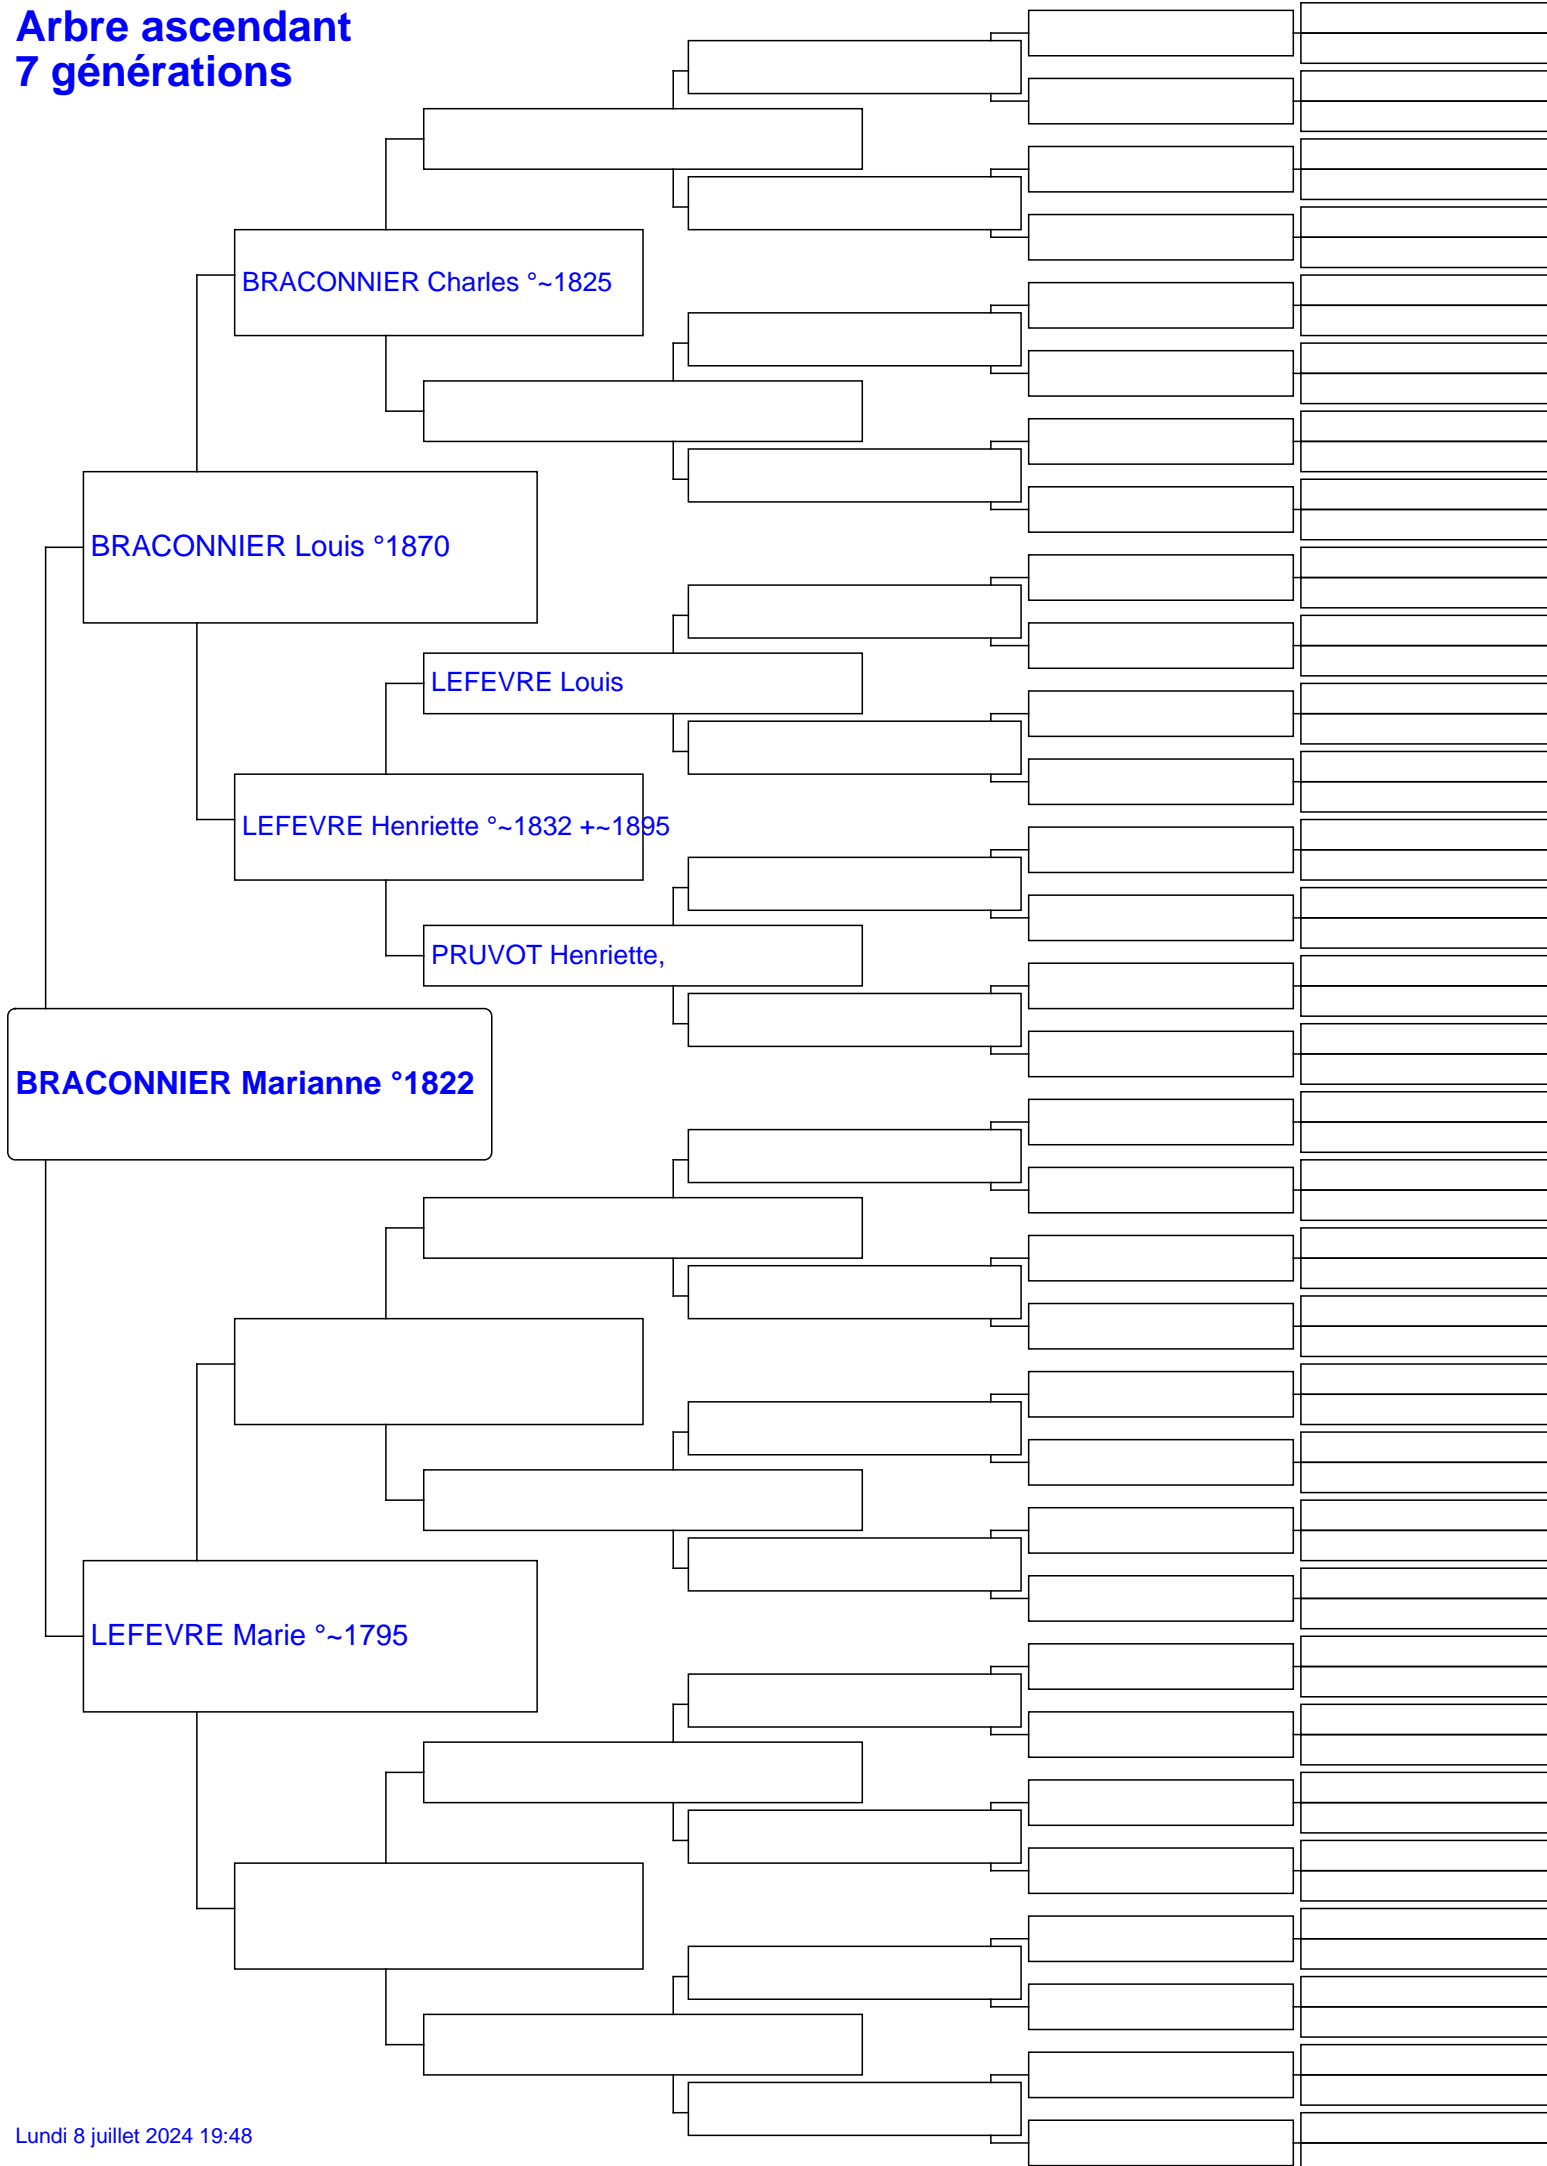 Arbre ascendant
7 générations
BRACONNIER Charles °~1825
BRACONNIER Louis °1870
LEFEVRE Louis
LEFEVRE Henriette °~1832 +~1895
PRUVOT Henriette,
BRACONNIER Marianne °1822
LEFEVRE Marie °~1795
Lundi 8 juillet 2024 19:48